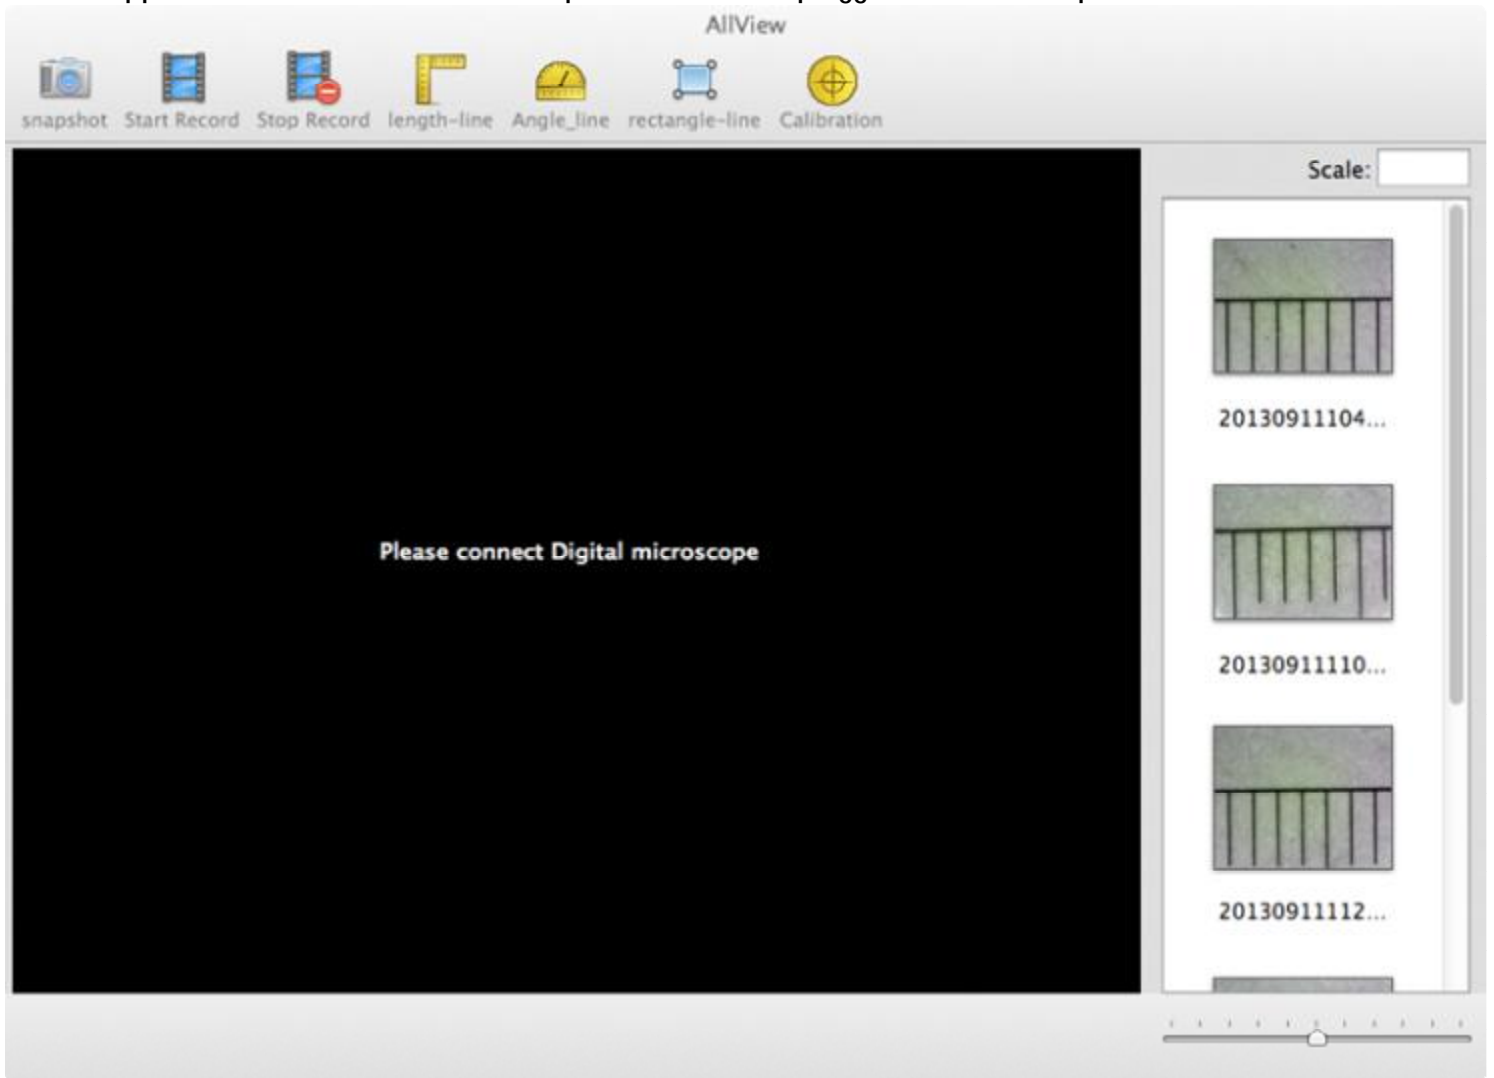 AllView
snapshot Start Record Stop Record length-line Angle_line rectangle-line Calibration
Scale:
20130911104...
Please connect Digital microscope
20130911110...
20130911112...